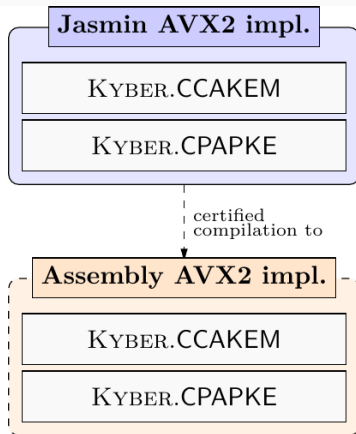 Jasmin AVX2 impl.
KYBER.CCAKEM
KYBER.CPAPKE
certified
compilation to
Assembly AVX2 impl.
KYBER.CCAKEM
KYBER.CPAPKE